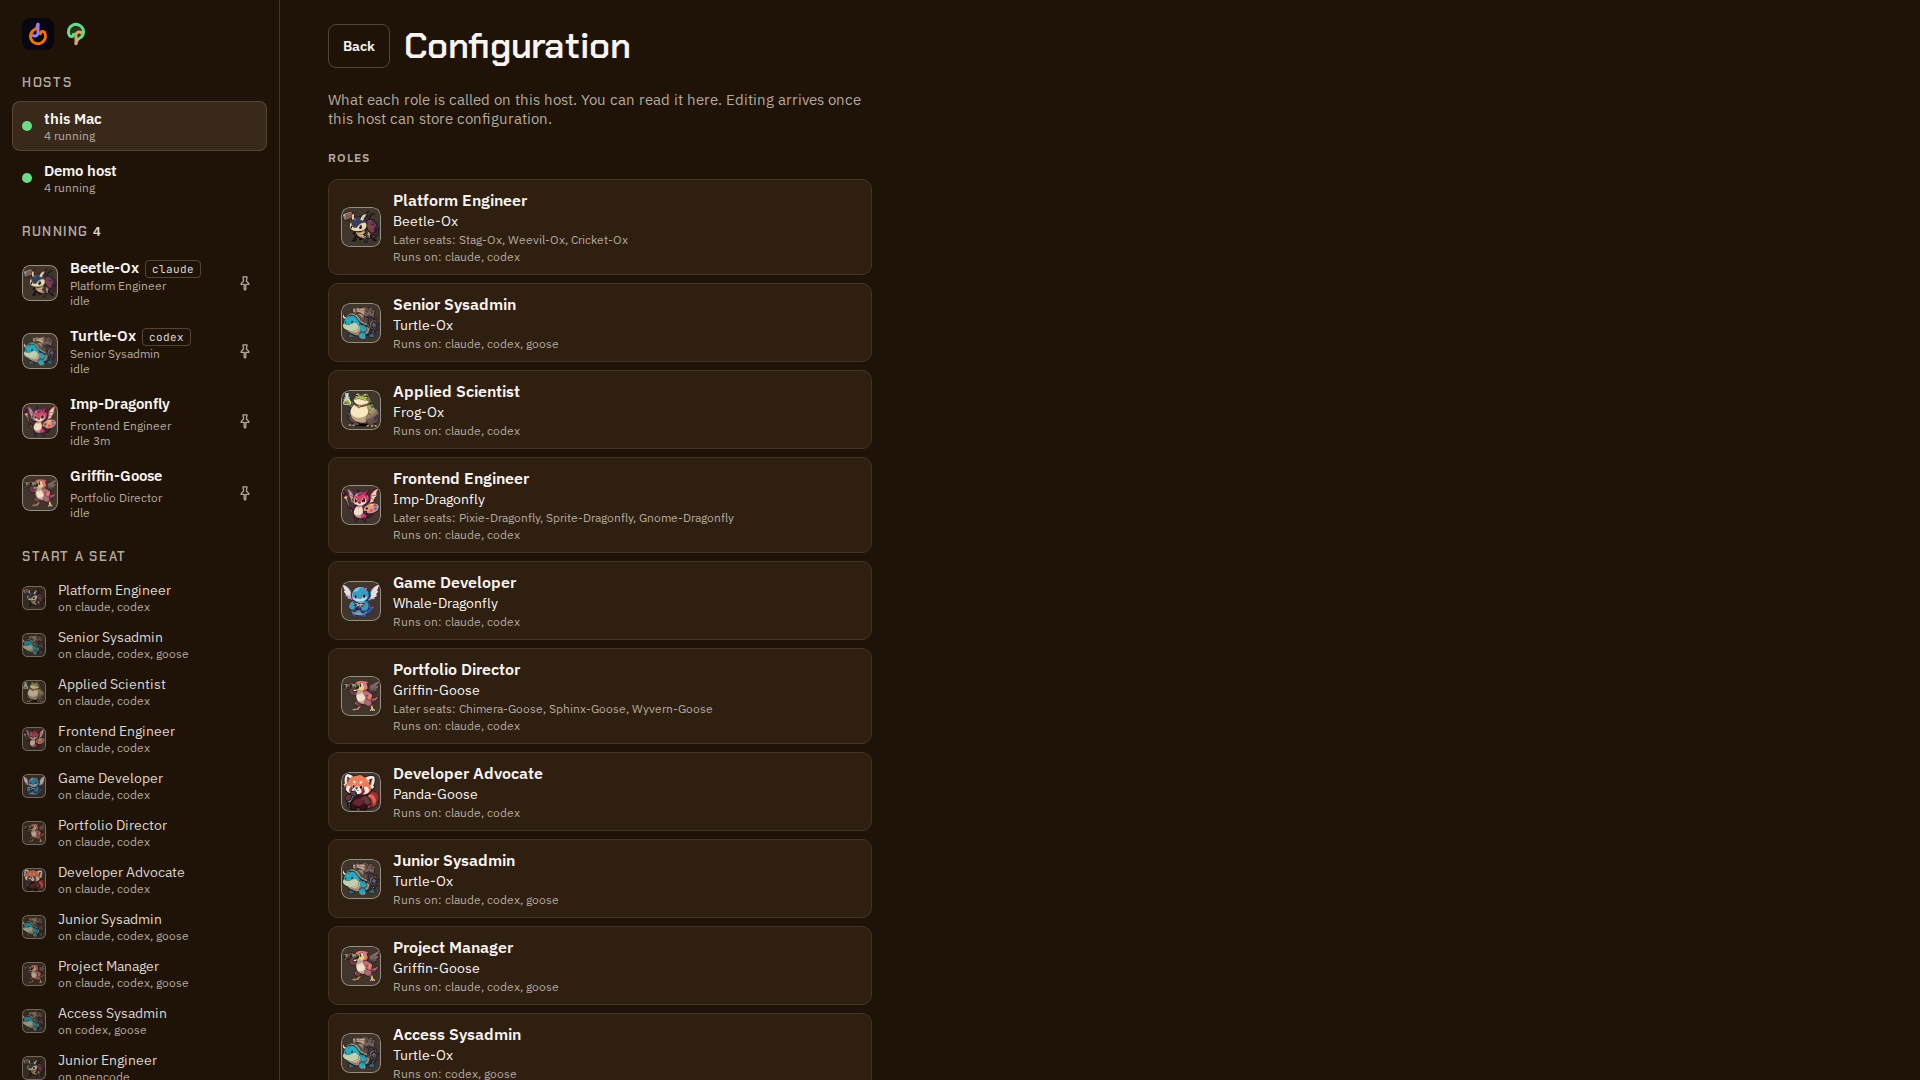 HOSTS
this Mac
4 running
Demo host
4 running
RUNNING 4
Beetle-Ox claude
Platform Engineer
idle
Turtle-Ox codex
Senior Sysadmin
idle
Imp-Dragonfly
Frontend Engineer
idle 3m
Griffin-Goose
Portfolio Director
idle
START A SEAT
Platform Engineer
on claude, codex
Senior Sysadmin
on claude, codex, goose
Applied Scientist
on claude, codex
Frontend Engineer
on claude, codex
Game Developer
on claude, codex
Portfolio Director
on claude, codex
Developer Advocate
on claude, codex
Junior Sysadmin
on claude, codex, goose
Project Manager
on claude, codex, goose
Access Sysadmin
on codex, goose
Junior Engineer
on opencode
Back
Configuration
What each role is called on this host. You can read it here. Editing arrives once
this host can store configuration.
ROLES
Platform Engineer
Beetle-Ox
Later seats: Stag-Ox, Weevil-Ox, Cricket-Ox
Runs on: claude, codex
Senior Sysadmin
Turtle-Ox
Runs on: claude, codex, goose
Applied Scientist
Frog-Ox
Runs on: claude, codex
Frontend Engineer
Imp-Dragonfly
Later seats: Pixie-Dragonfly, Sprite-Dragonfly, Gnome-Dragonfly
Runs on: claude, codex
Game Developer
Whale-Dragonfly
Runs on: claude, codex
Portfolio Director
Griffin-Goose
Later seats: Chimera-Goose, Sphinx-Goose, Wyvern-Goose
Runs on: claude, codex
Developer Advocate
Panda-Goose
Runs on: claude, codex
Junior Sysadmin
Turtle-Ox
Runs on: claude, codex, goose
Project Manager
Griffin-Goose
Runs on: claude, codex, goose
Access Sysadmin
Turtle-Ox
Runs on: codex, goose